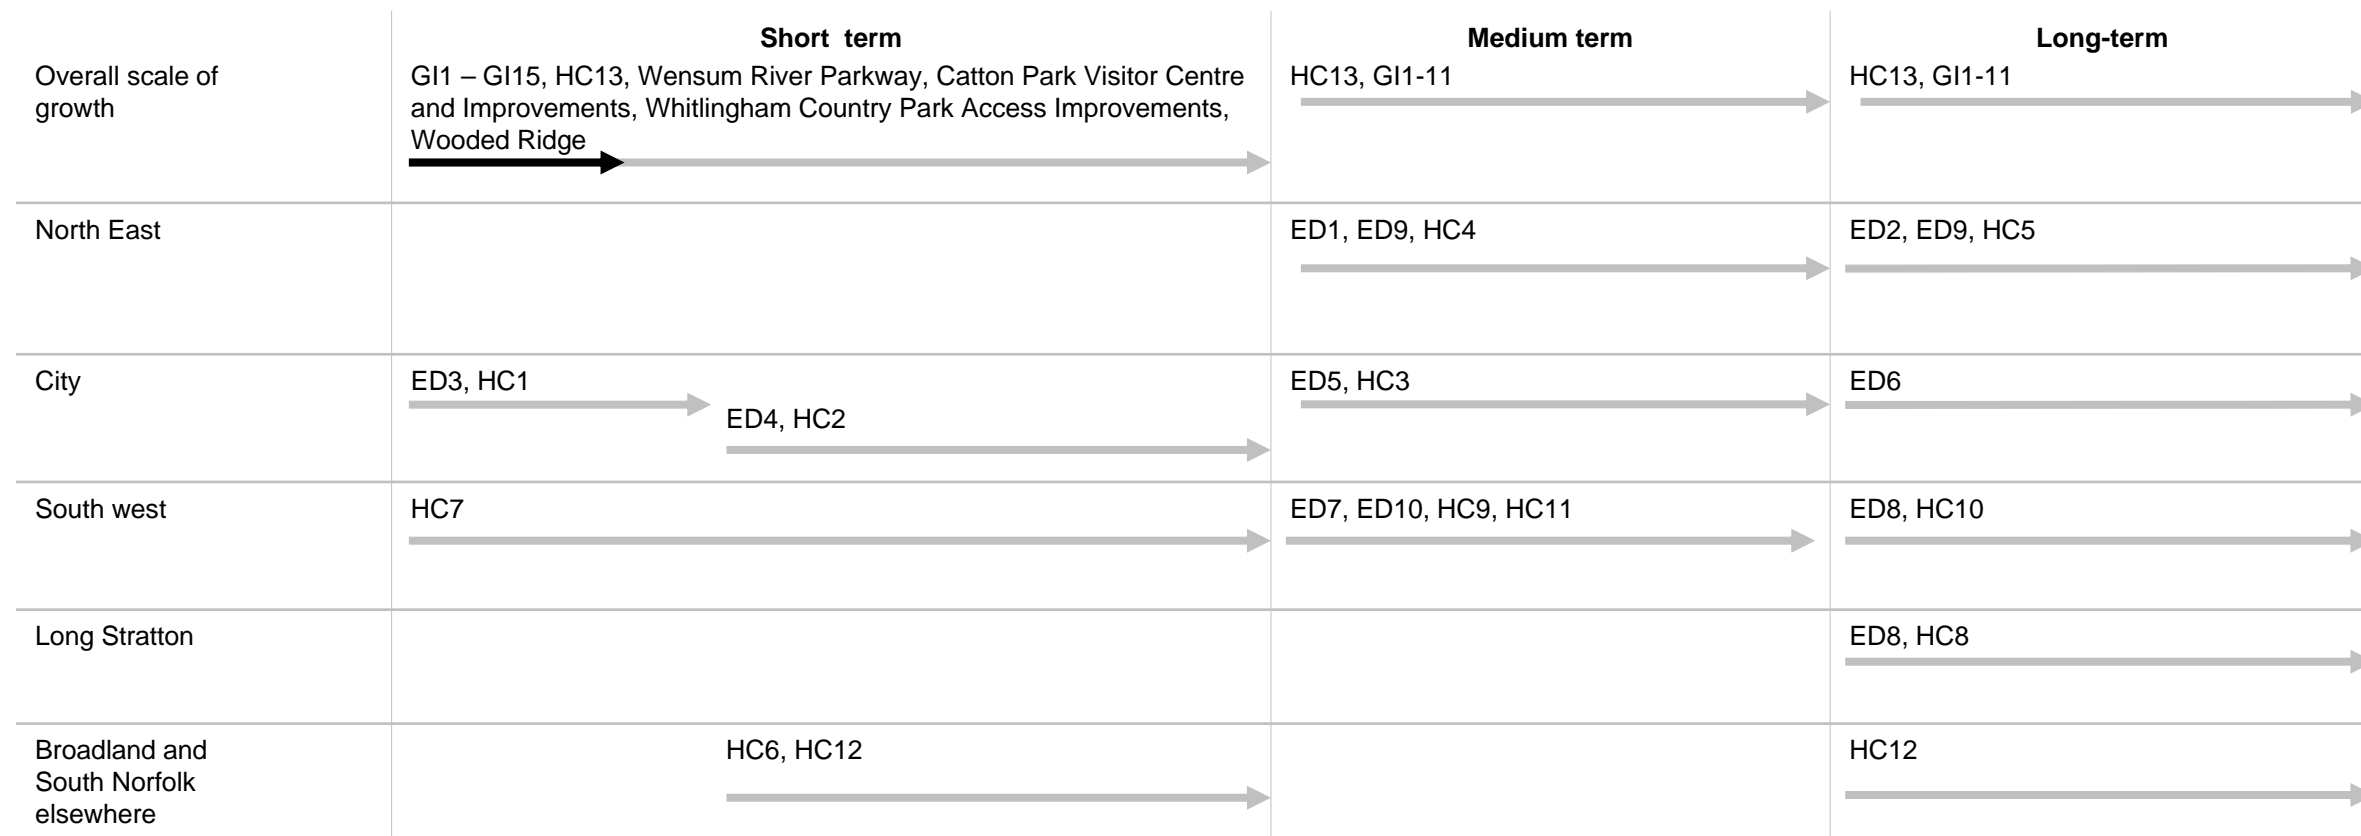 Short  term
Medium term
Long-term
Overall scale of
growth
GI1 – GI15, HC13, Wensum River Parkway, Catton Park Visitor Centre
and Improvements, Whitlingham Country Park Access Improvements,
Wooded Ridge
HC13, GI1-11
HC13, GI1-11
North East
ED1, ED9, HC4
ED2, ED9, HC5
City
ED3, HC1
ED4, HC2
ED5, HC3
ED6
South west
HC7
ED7, ED10, HC9, HC11
ED8, HC10
Long Stratton
ED8, HC8
Broadland and
South Norfolk
elsewhere
HC6, HC12
HC12